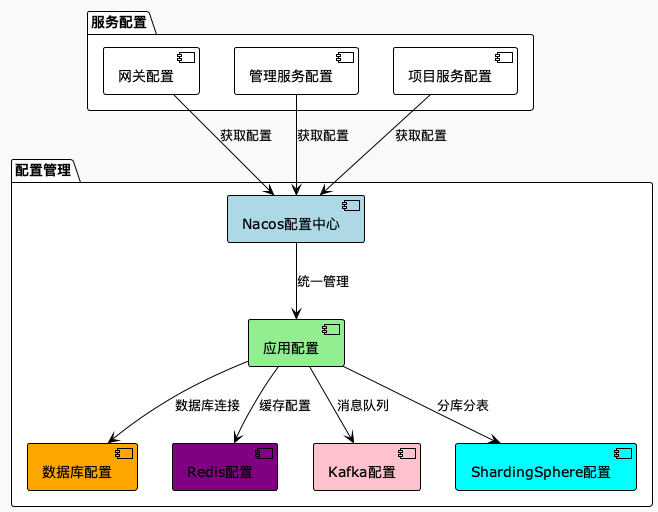 服务配置
网关配置
管理服务配置
项目服务配置
获取配置
获取配置
获取配置
配置管理
Nacos配置中心
统一管理
应用配置
数据库连接
缓存配置
消息队列
分库分表
数据库配置
Redis配置
Kafka配置
ShardingSphere配置